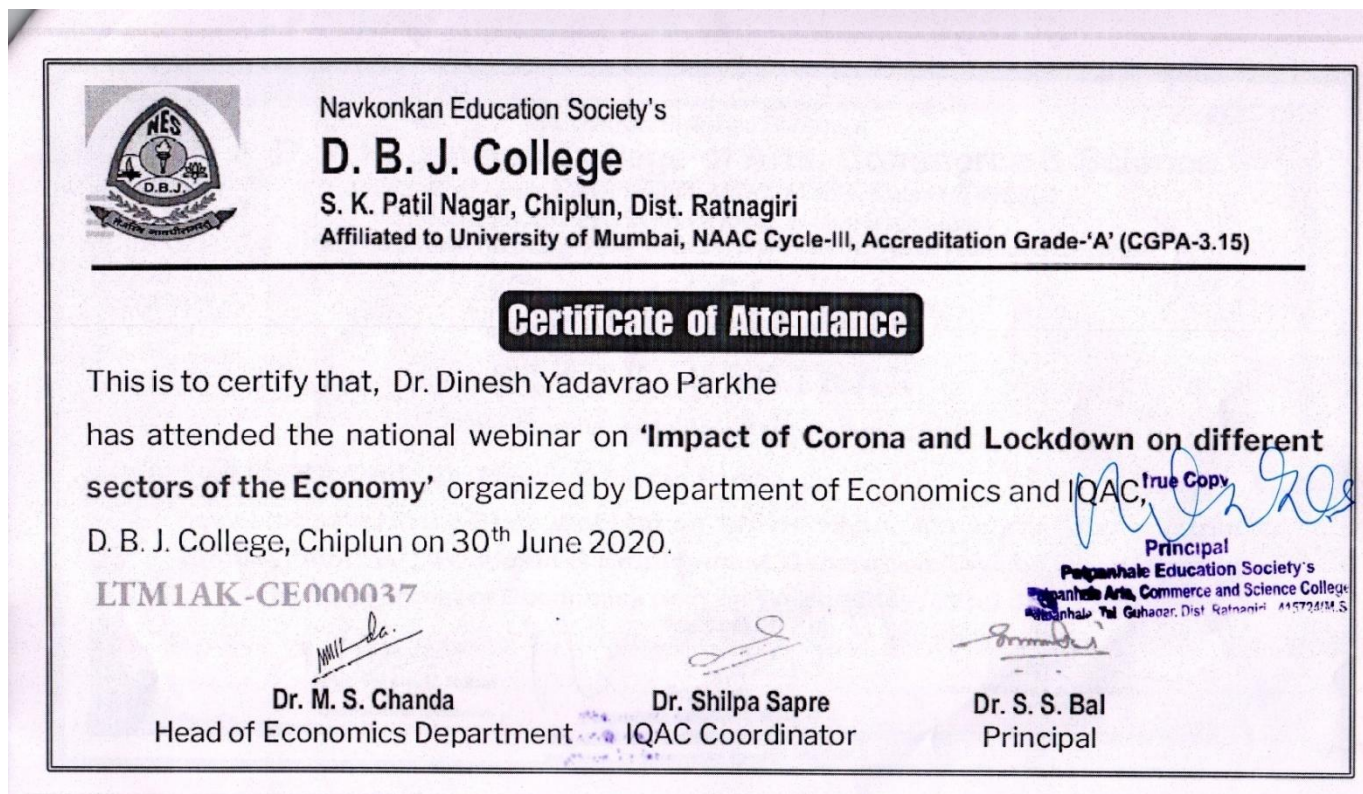 NES
D.B.J.
Navkonkan Education Society's
D. B. J. College
S. K. Patil Nagar, Chiplun, Dist. Ratnagiri
Affiliated to University of Mumbai, NAAC Cycle-III, Accreditation Grade-'A' (CGPA-3.15)
Certificate of Attendance
This is to certify that, Dr. Dinesh Yadavrao Parkhe
has attended the national webinar on 'Impact of Corona and Lockdown on different
sectors of the Economy' organized by Department of Economics and IQAC,
D. B. J. College, Chiplun on 30th June 2020.
True Copy
Principal
Patpanhale Education Society's
Patpanhale Arts, Commerce and Science College
Patpanhale Tal Guhagar, Dist. Ratnagiri 415724/M.S
LTM1AK-CE000037
Dr. M. S. Chanda
Head of Economics Department
Dr. Shilpa Sapre
IQAC Coordinator
Dr. S. S. Bal
Principal